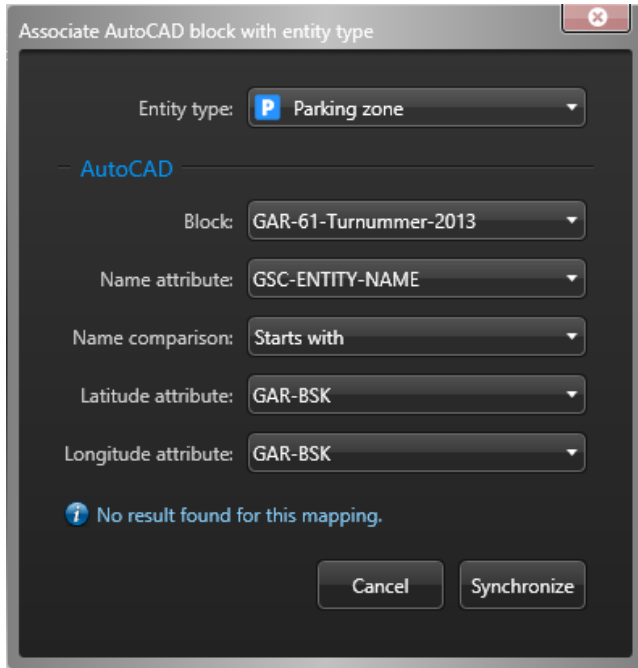 Associate AutoCAD block with entity type
Entity type: P Parking zone
AutoCAD
Block: GAR-61-Turnummer-2013
Name attribute: GSC-ENTITY-NAME
Name comparison: Starts with
Latitude attribute: GAR-BSK
Longitude attribute: GAR-BSK
No result found for this mapping.
Cancel Synchronize